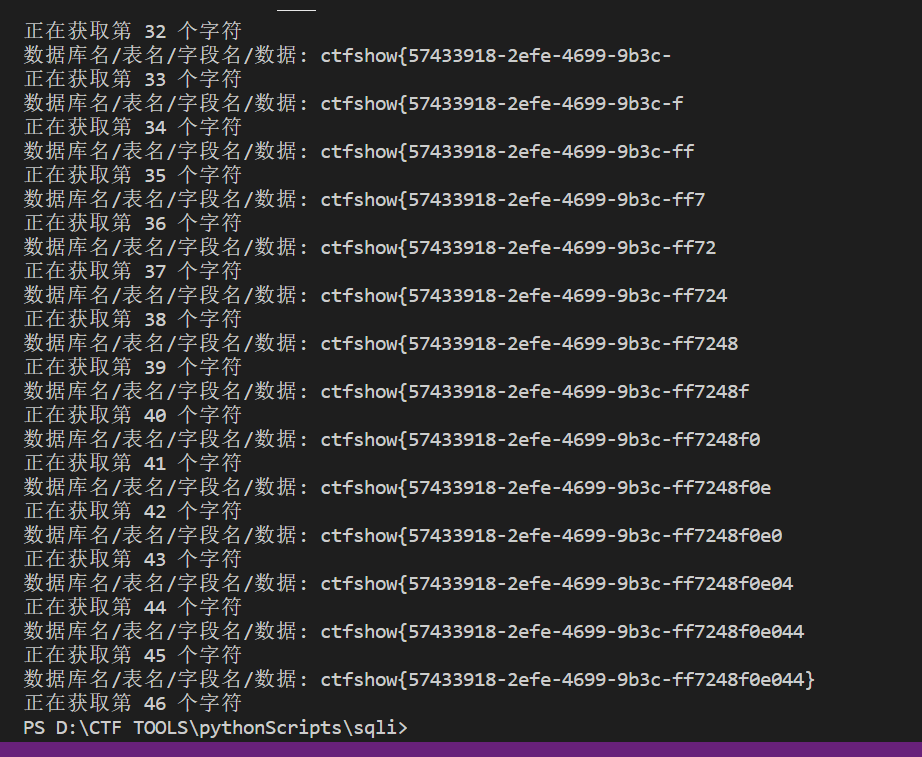 正在获取第 32 个字符
数据库名/表名/字段名/数据: ctfshow{57433918-2efe-4699-9b3c-
正在获取第 33 个字符
数据库名/表名/字段名/数据: ctfshow{57433918-2efe-4699-9b3c-f
正在获取第 34 个字符
数据库名/表名/字段名/数据: ctfshow{57433918-2efe-4699-9b3c-ff
正在获取第 35 个字符
数据库名/表名/字段名/数据: ctfshow{57433918-2efe-4699-9b3c-ff7
正在获取第 36 个字符
数据库名/表名/字段名/数据: ctfshow{57433918-2efe-4699-9b3c-ff72
正在获取第 37 个字符
数据库名/表名/字段名/数据: ctfshow{57433918-2efe-4699-9b3c-ff724
正在获取第 38 个字符
数据库名/表名/字段名/数据: ctfshow{57433918-2efe-4699-9b3c-ff7248
正在获取第 39 个字符
数据库名/表名/字段名/数据: ctfshow{57433918-2efe-4699-9b3c-ff7248f
正在获取第 40 个字符
数据库名/表名/字段名/数据: ctfshow{57433918-2efe-4699-9b3c-ff7248f0
正在获取第 41 个字符
数据库名/表名/字段名/数据: ctfshow{57433918-2efe-4699-9b3c-ff7248f0e
正在获取第 42 个字符
数据库名/表名/字段名/数据: ctfshow{57433918-2efe-4699-9b3c-ff7248f0e0
正在获取第 43 个字符
数据库名/表名/字段名/数据: ctfshow{57433918-2efe-4699-9b3c-ff7248f0e04
正在获取第 44 个字符
数据库名/表名/字段名/数据: ctfshow{57433918-2efe-4699-9b3c-ff7248f0e044
正在获取第 45 个字符
数据库名/表名/字段名/数据: ctfshow{57433918-2efe-4699-9b3c-ff7248f0e044}
正在获取第 46 个字符
PS D:\CTF TOOLS\pythonScripts\sqli>